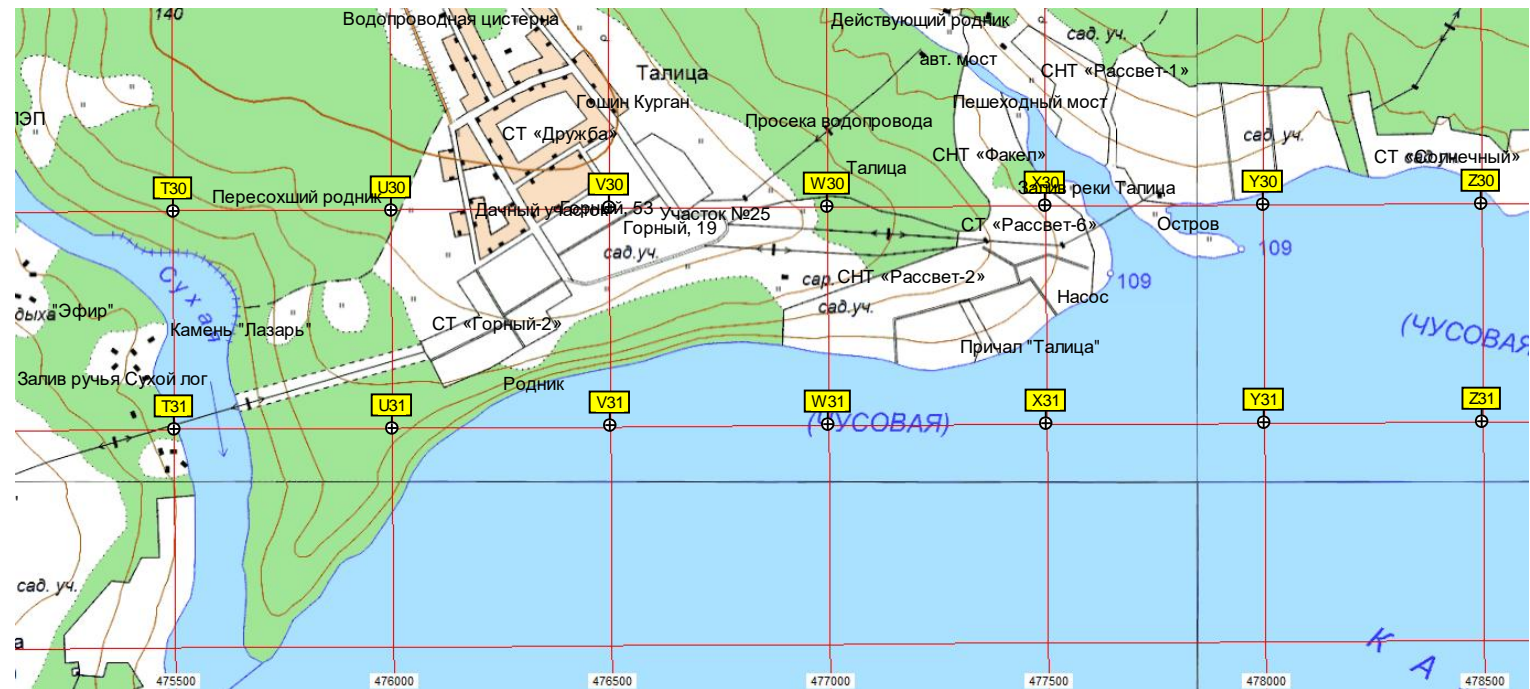 140
Водопроводная цистерна
Действующий родник
сад. уч.
авт. мост
СНТ «Рассвет-1»
Талица
Гошин Курган
Пешеходный мост
ЛЭП
СТ «Дружба»
Просека водопровода
сад. уч.
СНТ «Факел»
СТ «Солнечный»
Талица
T30
U30
V30
W30
X30
Y30
Z30
Пересохший родник
Залив реки Талица
Дачный участок
Горный, 53
Участок №25
Горный, 19
СТ «Рассвет-6»
Остров
109
сад.уч.
Сухая
сар.
СНТ «Рассвет-2»
109
Насос
дыха
"Эфир"
Камень "Лазарь"
СТ «Горный-2»
сад.уч.
(ЧУСОВАЯ
Причал "Талица"
Залив ручья Сухой лог
Родник
T31
U31
V31
W31
X31
Y31
Z31
(ЧУСОВАЯ)
сад. уч.
а
К А
475500
476000
476500
477000
477500
478000
478500